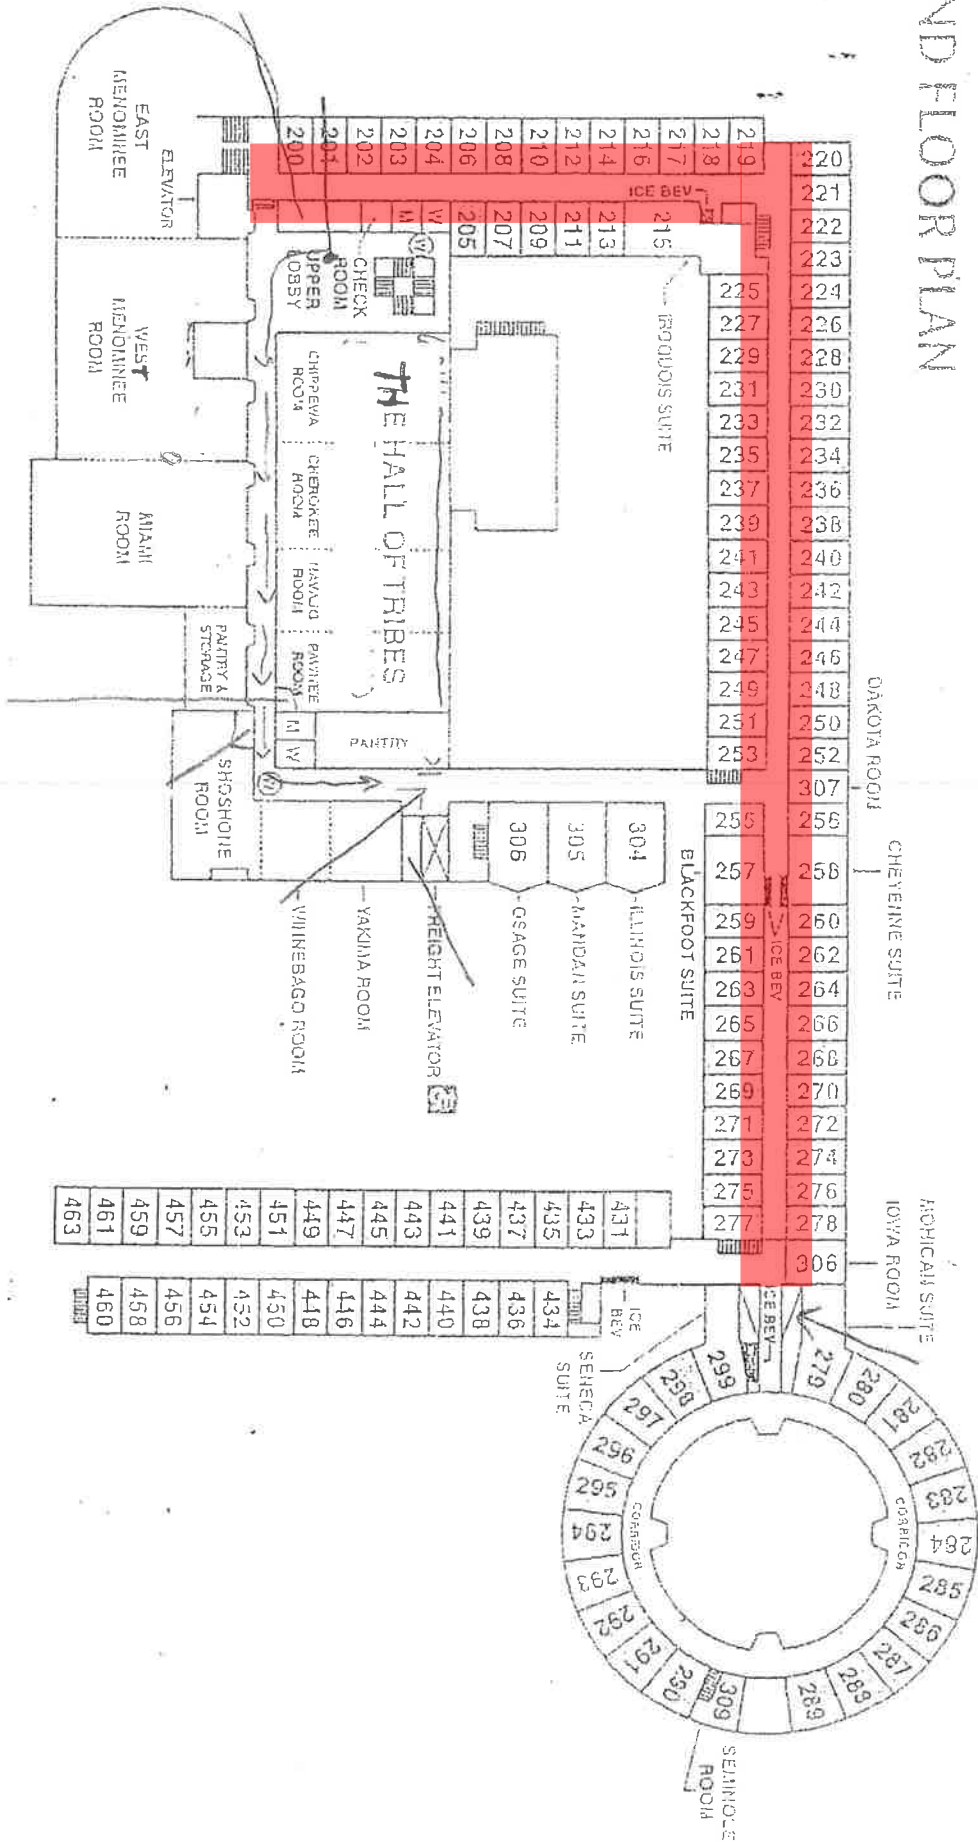 ND FLOOR PLAN
220
221
222
223
224
226
228
230
232
234
236
238
240
242
244
246
248
250
252
307
256
258
260
262
264
266
268
270
272
274
276
278
306
DAKOTA ROOM
CHEYENNE SUITE
IOWA ROOM
MOHICAN SUITE
200
201
202
203
204
206
208
210
212
214
216
217
218
219
ICE BEV
M
W
W
205
207
209
211
213
215
225
227
229
231
233
235
237
239
241
243
245
247
249
251
253
255
257
259
261
263
265
267
269
271
273
275
277
ICE BEV
IROQUOIS SUITE
BLACKFOOT SUITE
EAST
MENOMINEE
ROOM
ELEVATOR
WEST
MENOMINEE
ROOM
MIAMI
ROOM
PANTRY &
STORAGE
SHOSHONE
ROOM
CHECK
ROOM
UPPER
LOBBY
THE HALL OF TRIBES
CHIPPEWA
ROOM
CHEROKEE
ROOM
NAVAJO
ROOM
PAWNEE
ROOM
M
W
PANTRY
W
304
305
306
ILLINOIS SUITE
MANDAN SUITE
OSAGE SUITE
FREIGHT ELEVATOR
YAKIMA ROOM
WINNEBAGO ROOM
431
433
435
437
439
441
443
445
447
449
451
453
455
457
459
461
463
434
436
438
440
442
444
446
448
450
452
454
456
458
460
ICE
BEV
SENECA
SUITE
ICE BEV
279
280
281
282
283
284
285
286
287
288
289
309
290
291
292
293
294
295
296
297
298
299
CORRIDOR
CORRIDOR
SEMINOLE
ROOM